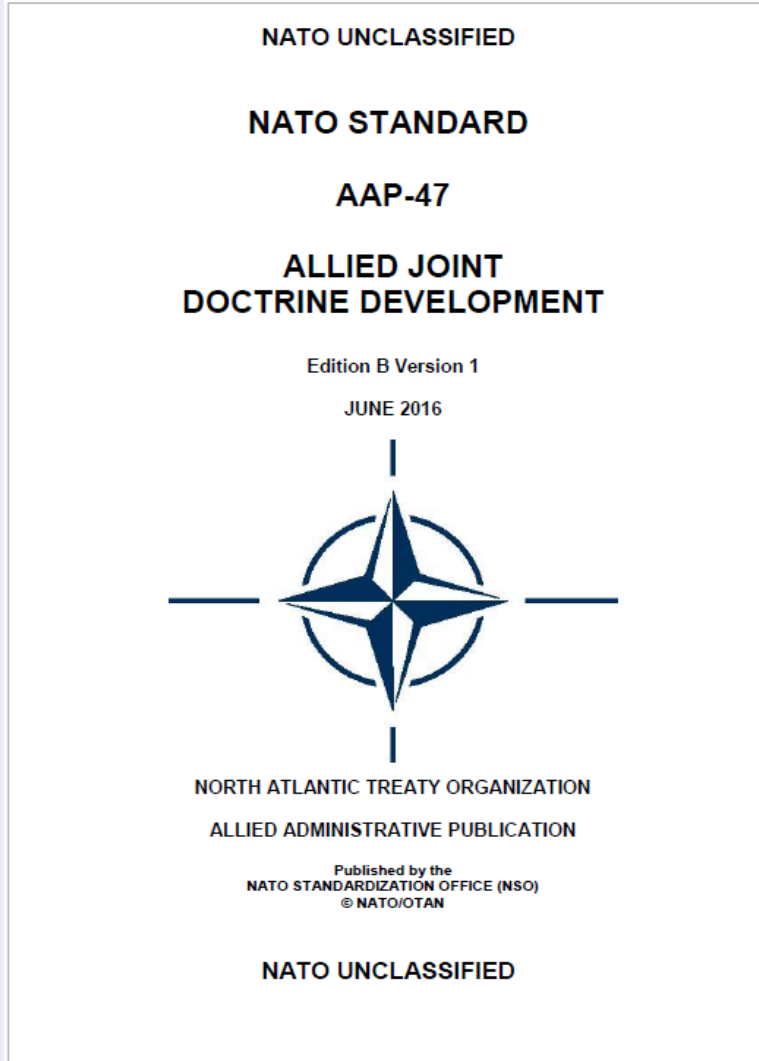 NATO UNCLASSIFIED
NATO STANDARD
AAP-47
ALLIED JOINT
DOCTRINE DEVELOPMENT
Edition B Version 1
JUNE 2016
NORTH ATLANTIC TREATY ORGANIZATION
ALLIED ADMINISTRATIVE PUBLICATION
Published by the
NATO STANDARDIZATION OFFICE (NSO)
© NATO/OTAN
NATO UNCLASSIFIED